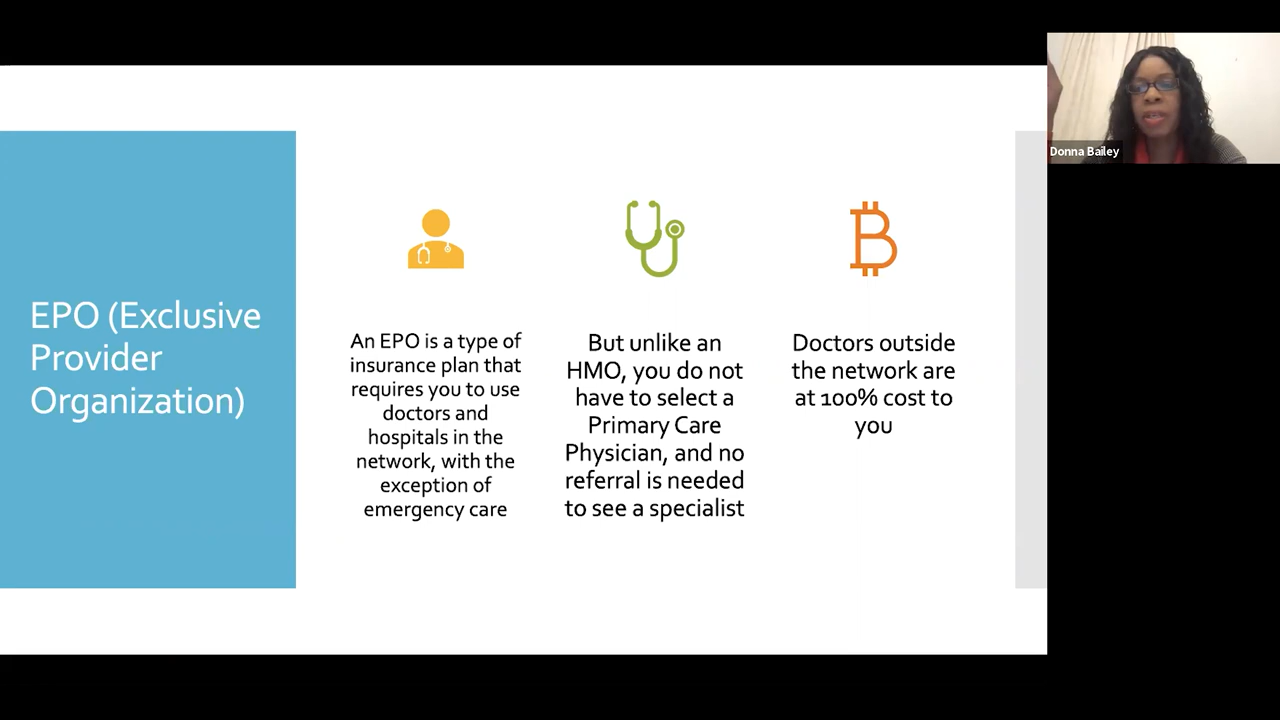 EPO (Exclusive
Provider
Organization)
An EPO is a type of
insurance plan that
requires you to use
doctors and
hospitals in the
network, with the
exception of
emergency care
But unlike an
HMO, you do not
have to select a
Primary Care
Physician, and no
referral is needed
to see a specialist
Doctors outside
the network are
at 100% cost to
you
Donna Bailey